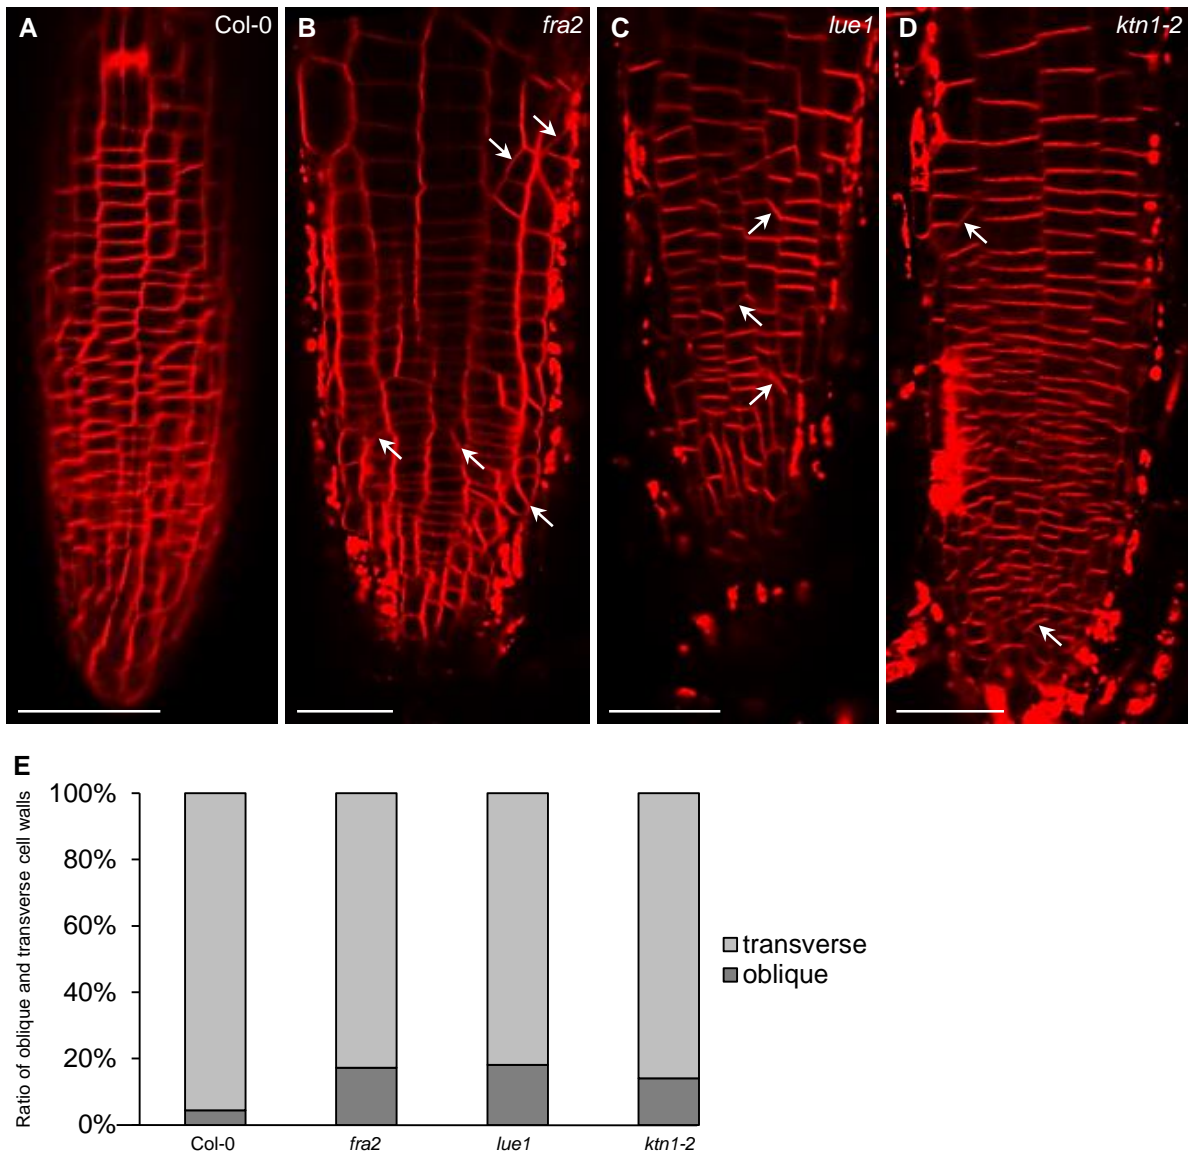 A Col-0
B fra2
C lue1
D ktn1-2
E
Ratio of oblique and transverse cell walls
100%
80%
60%
40%
20%
0%
Col-0 fra2 lue1 ktn1-2
transverse
oblique